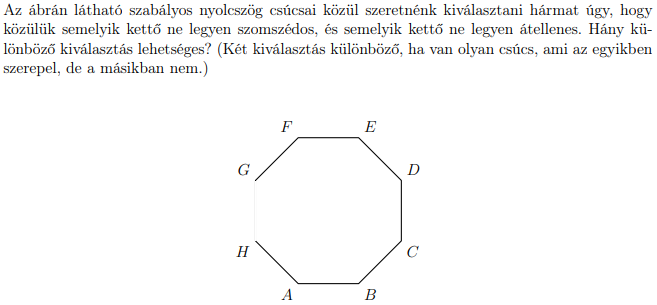 Az ábrán látható szabályos nyolcszög csúcsai közül szeretnénk kiválasztani hármat úgy, hogy
közülük semelyik kettő ne legyen szomszédos, és semelyik kettő ne legyen átellenes. Hány kü-
lönböző kiválasztás lehetséges? (Két kiválasztás különböző, ha van olyan csúcs, ami az egyikben
szerepel, de a másikban nem.)
F E
G D
H C
A B